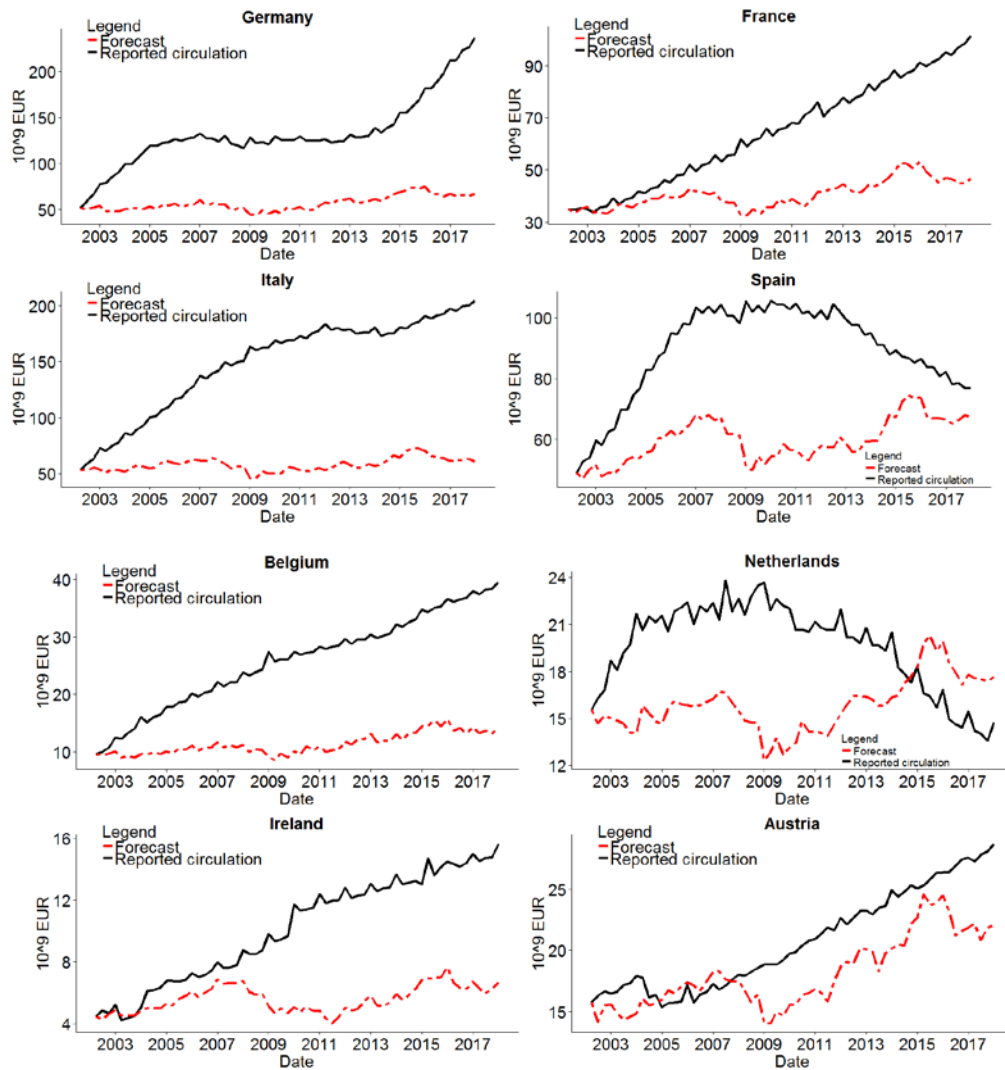 Germany
Legend
Forecast
Reported circulation
10^9 EUR
200
150
100
50
2003 2005 2007 2009 2011 2013 2015 2017
Date
France
Legend
Forecast
Reported circulation
10^9 EUR
90
70
50
30
2003 2005 2007 2009 2011 2013 2015 2017
Date
Italy
Legend
Forecast
Reported circulation
10^9 EUR
200
150
100
50
2003 2005 2007 2009 2011 2013 2015 2017
Date
Spain
10^9 EUR
100
80
60
Legend
Forecast
Reported circulation
2003 2005 2007 2009 2011 2013 2015 2017
Date
Belgium
Legend
Forecast
Reported circulation
10^9 EUR
40
30
20
10
2003 2005 2007 2009 2011 2013 2015 2017
Date
Netherlands
10^9 EUR
24
21
18
15
12
Legend
Forecast
Reported circulation
2003 2005 2007 2009 2011 2013 2015 2017
Date
Ireland
Legend
Forecast
Reported circulation
10^9 EUR
16
12
8
4
2003 2005 2007 2009 2011 2013 2015 2017
Date
Austria
Legend
Forecast
Reported circulation
10^9 EUR
25
20
15
2003 2005 2007 2009 2011 2013 2015 2017
Date